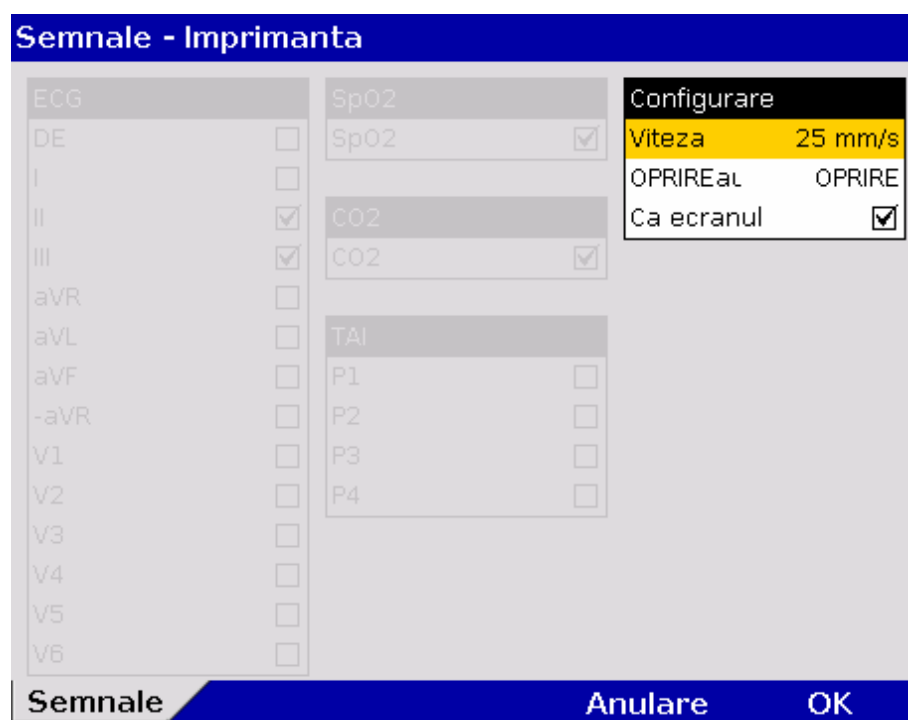 Semnale - Imprimanta
ECG
DE
I
II
III
aVR
aVL
aVF
-aVR
V1
V2
V3
V4
V5
V6
SpO2
SpO2
CO2
CO2
TAI
P1
P2
P3
P4
Configurare
Viteza 25 mm/s
OPRIREau OPRIRE
Ca ecranul
Semnale Anulare OK